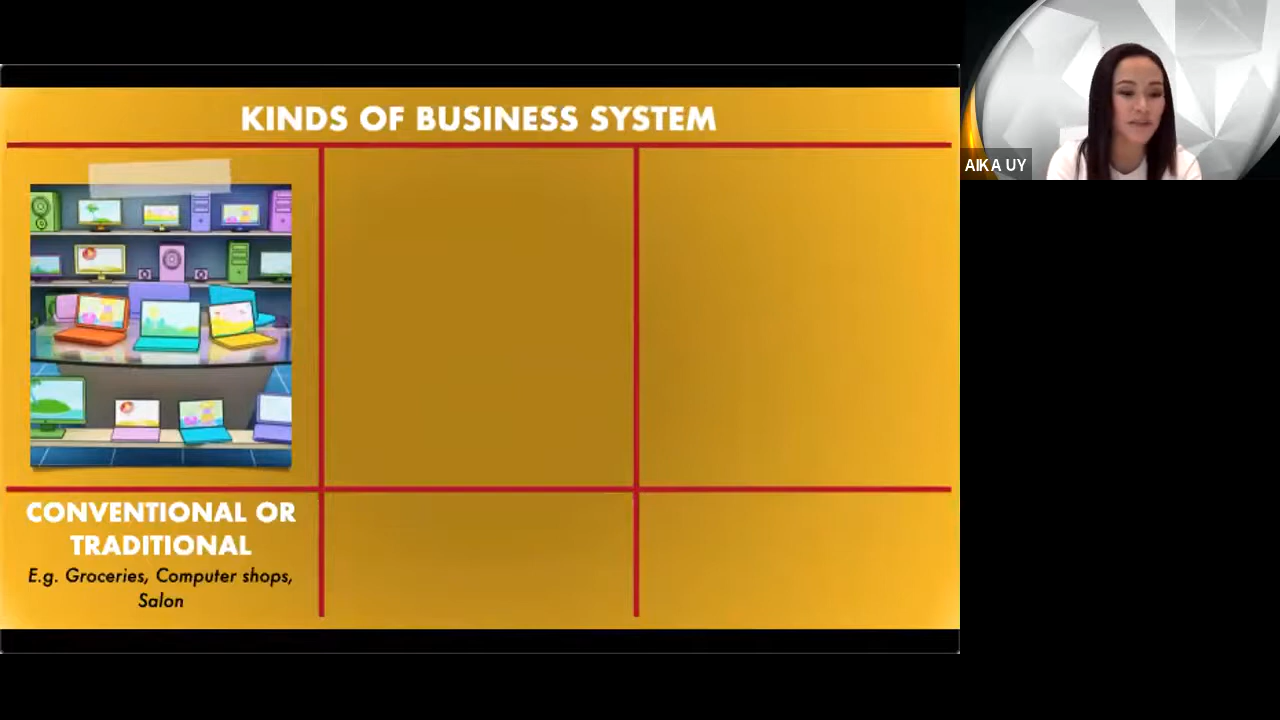 KINDS OF BUSINESS SYSTEM
AIKA UY
CONVENTIONAL OR
TRADITIONAL
E.g. Groceries, Computer shops,
Salon